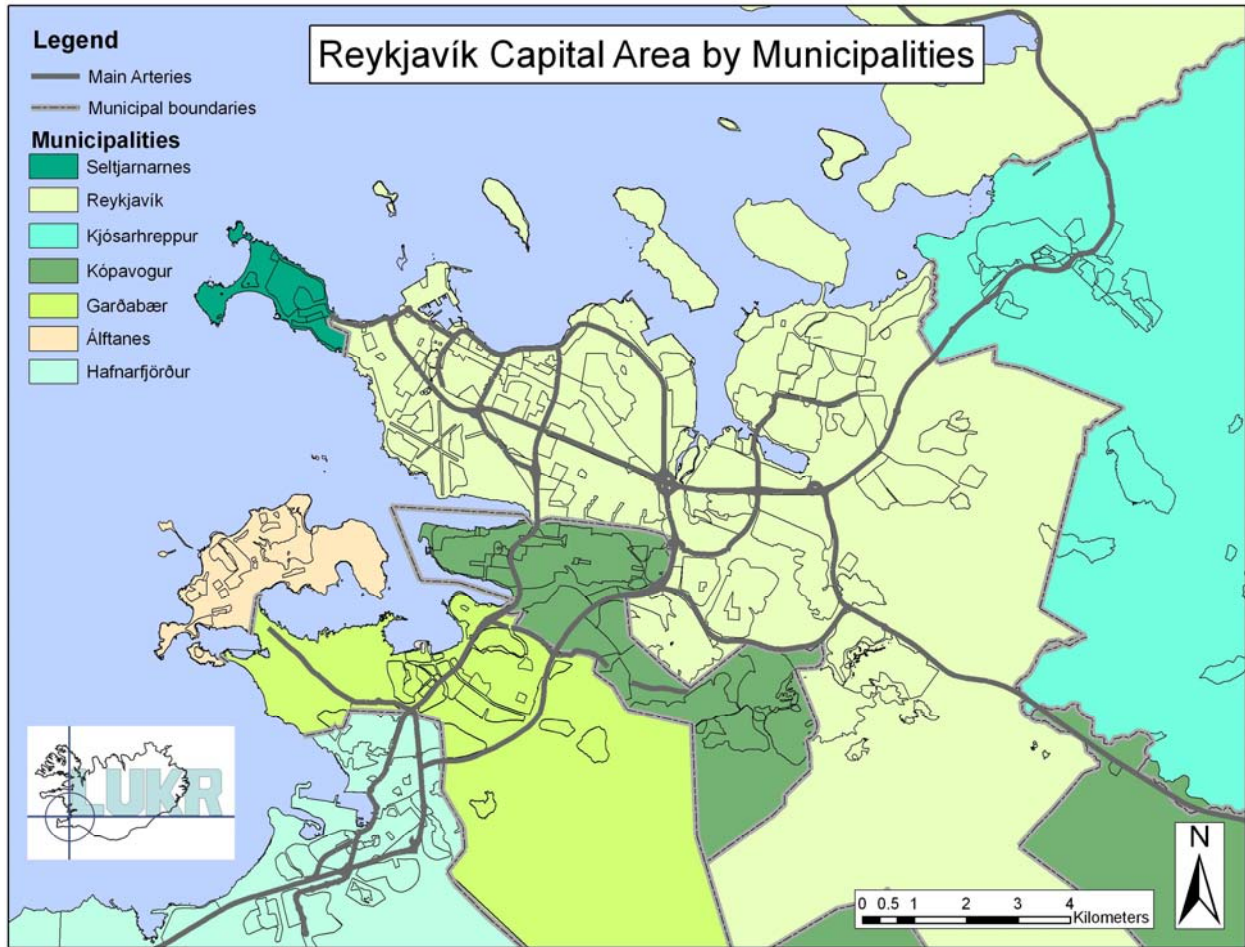 Reykjavík Capital Area by Municipalities
Legend
Main Arteries
Municipal boundaries
Municipalities
Seltjarnarnes
Reykjavík
Kjósarhreppur
Kópavogur
Garðabær
Álftanes
Hafnarfjörður
LUKR
N
0 0.5 1 2 3 4
Kilometers